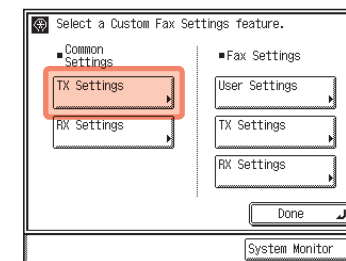 Select a Custom Fax Settings feature.
■Common
Settings
TX Settings
RX Settings
■Fax Settings
User Settings
TX Settings
RX Settings
Done
System Monitor